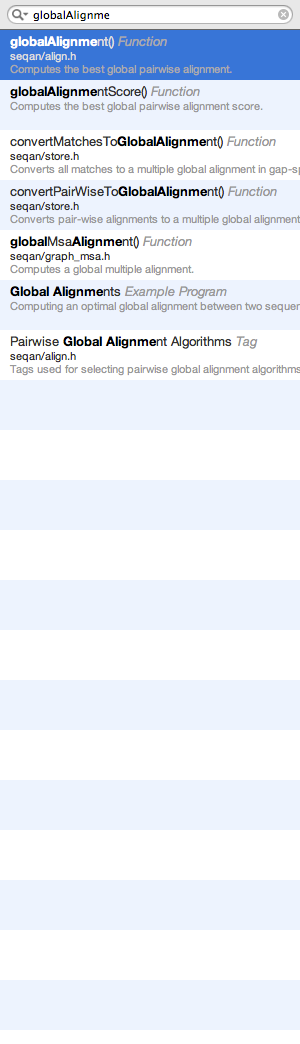 globalAlignme
globalAlignment() Function
seqan/align.h
Computes the best global pairwise alignment.
globalAlignmentScore() Function
Computes the best global pairwise alignment score.
convertMatchesToGlobalAlignment() Function
seqan/store.h
Converts all matches to a multiple global alignment in gap-sp
convertPairWiseToGlobalAlignment() Function
seqan/store.h
Converts pair-wise alignments to a multiple global alignment
globalMsaAlignment() Function
seqan/graph_msa.h
Computes a global multiple alignment.
Global Alignments Example Program
Computing an optimal global alignment between two sequen
Pairwise Global Alignment Algorithms Tag
seqan/align.h
Tags used for selecting pairwise global alignment algorithms